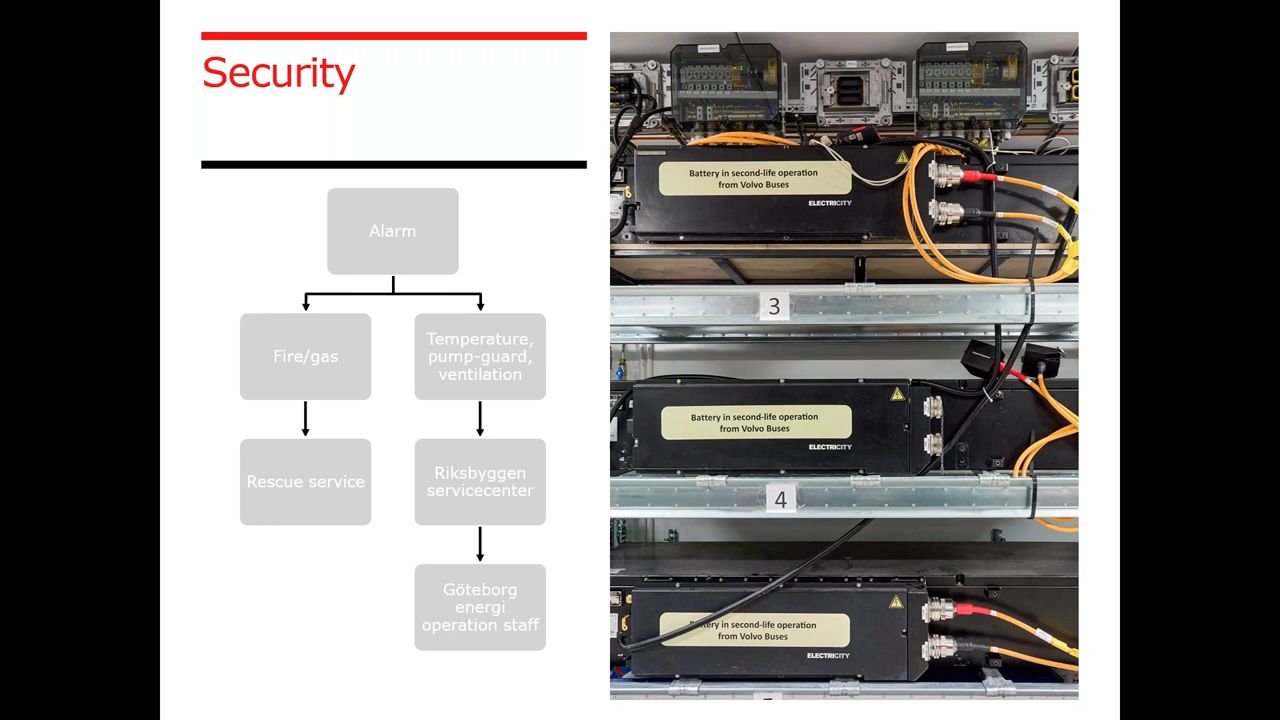 Security
Alarm
Fire/gas
Temperature,
pump-guard,
ventilation
Rescue service
Riksbyggen
servicecenter
Göteborg
energi
operation staff
Battery in second-life operation
from Volvo Buses
ELECTRICITY
3
Battery in second-life operation
from Volvo Buses
ELECTRICITY
4
Battery in second-life operation
from Volvo Buses
ELECTRICITY